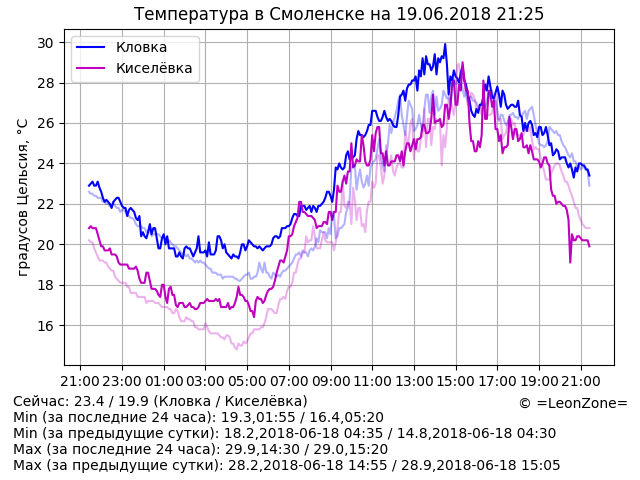 Температура в Смоленске на 19.06.2018 21:25
Кловка
Киселёвка
градусов Цельсия, °C
30
28
26
24
22
20
18
16
21:00 23:00 01:00 03:00 05:00 07:00 09:00 11:00 13:00 15:00 17:00 19:00 21:00
Сейчас: 23.4 / 19.9 (Кловка / Киселёвка)
© =LeonZone=
Min (за последние 24 часа): 19.3,01:55 / 16.4,05:20
Min (за предыдущие сутки): 18.2,2018-06-18 04:35 / 14.8,2018-06-18 04:30
Max (за последние 24 часа): 29.9,14:30 / 29.0,15:20
Max (за предыдущие сутки): 28.2,2018-06-18 14:55 / 28.9,2018-06-18 15:05